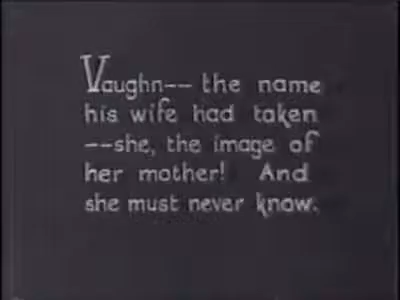 Vaughn-- the name
his wife had taken
--she, the image of
her mother! And
she must never know.